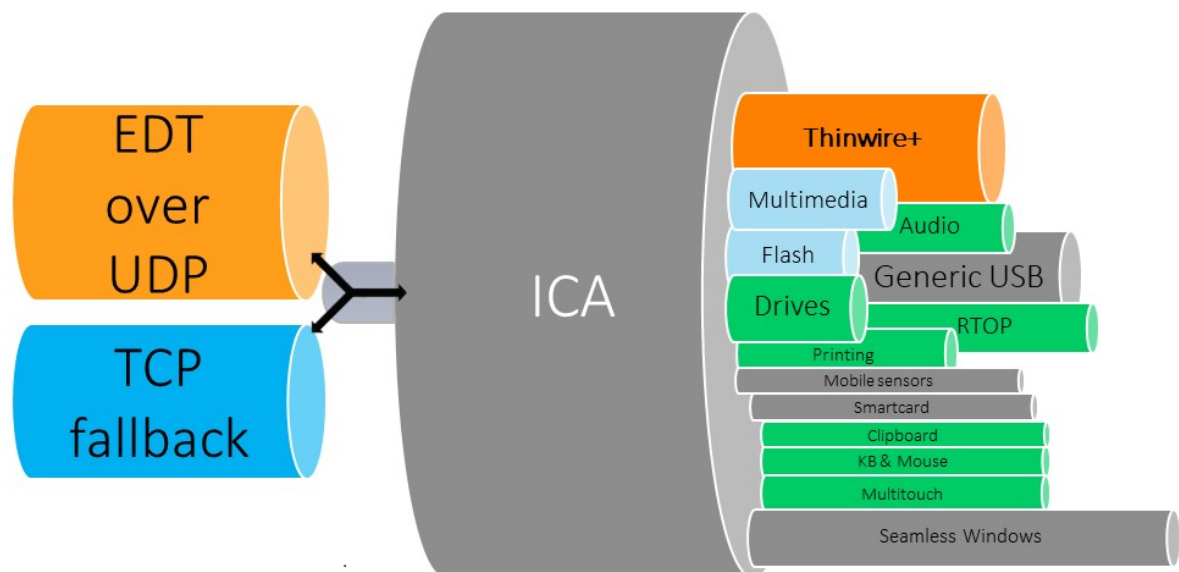 EDT
over
UDP
TCP
fallback
ICA
Thinwire+
Multimedia
Audio
Flash
Generic USB
Drives
RTOP
Printing
Mobile sensors
Smartcard
Clipboard
KB & Mouse
Multitouch
Seamless Windows